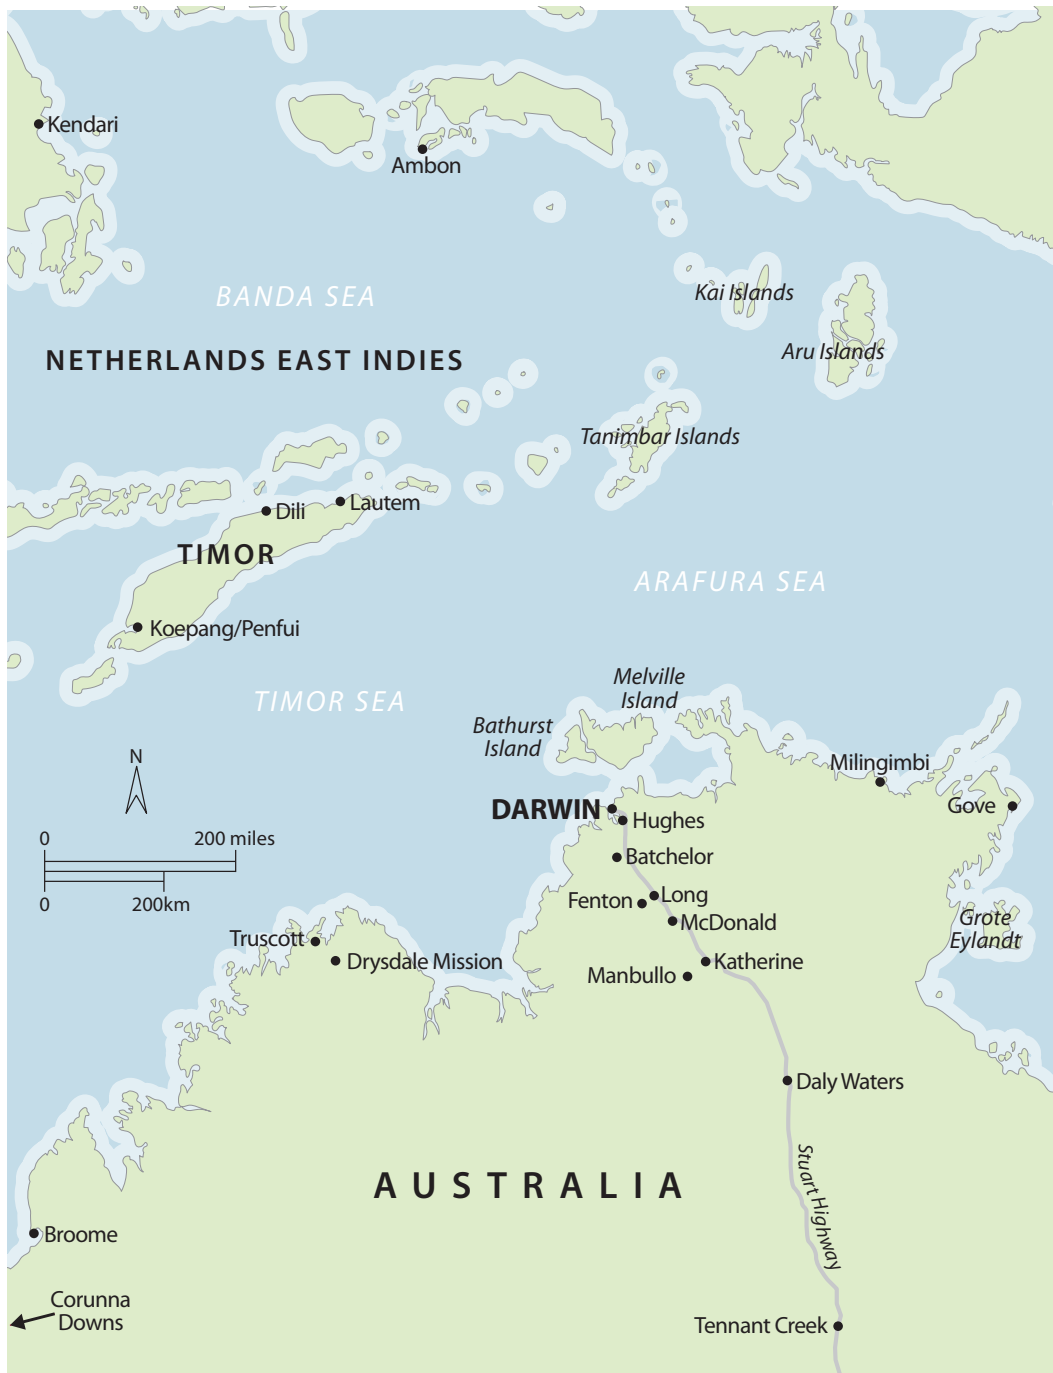 Kendari
Ambon
BANDA SEA
Kai Islands
NETHERLANDS EAST INDIES
Aru Islands
Tanimbar Islands
Lautem
Dili
TIMOR
ARAFURA SEA
Koepang/Penfui
Melville
Island
TIMOR SEA
Bathurst
Island
N
Milingimbi
DARWIN
Gove
Hughes
0
200 miles
Batchelor
Long
Fenton
0
200km
McDonald
Grote
Eylandt
Truscott
Drysdale Mission
Katherine
Manbullo
Daly Waters
AUSTRALIA
Stuart Highway
Broome
Corunna
Downs
Tennant Creek